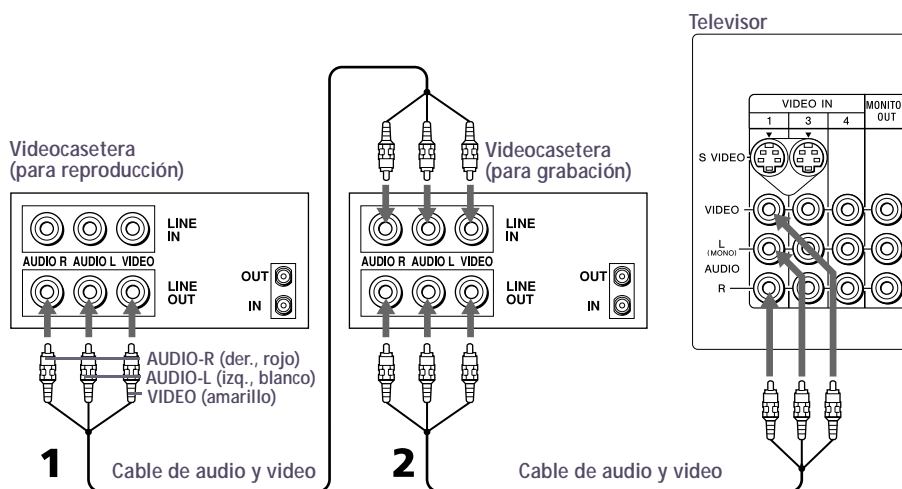 Televisor
VIDEO IN
MONITO
OUT
1 3 4
S VIDEO
VIDEO
L
(MONO)
AUDIO
R
Videocasetera
(para reproducción)
LINE
IN
AUDIO R AUDIO L VIDEO
LINE
OUT
OUT
IN
AUDIO-R (der., rojo)
AUDIO-L (izq., blanco)
VIDEO (amarillo)
1
Cable de audio y video
Videocasetera
(para grabación)
LINE
IN
AUDIO R AUDIO L VIDEO
LINE
OUT
OUT
IN
2
Cable de audio y video